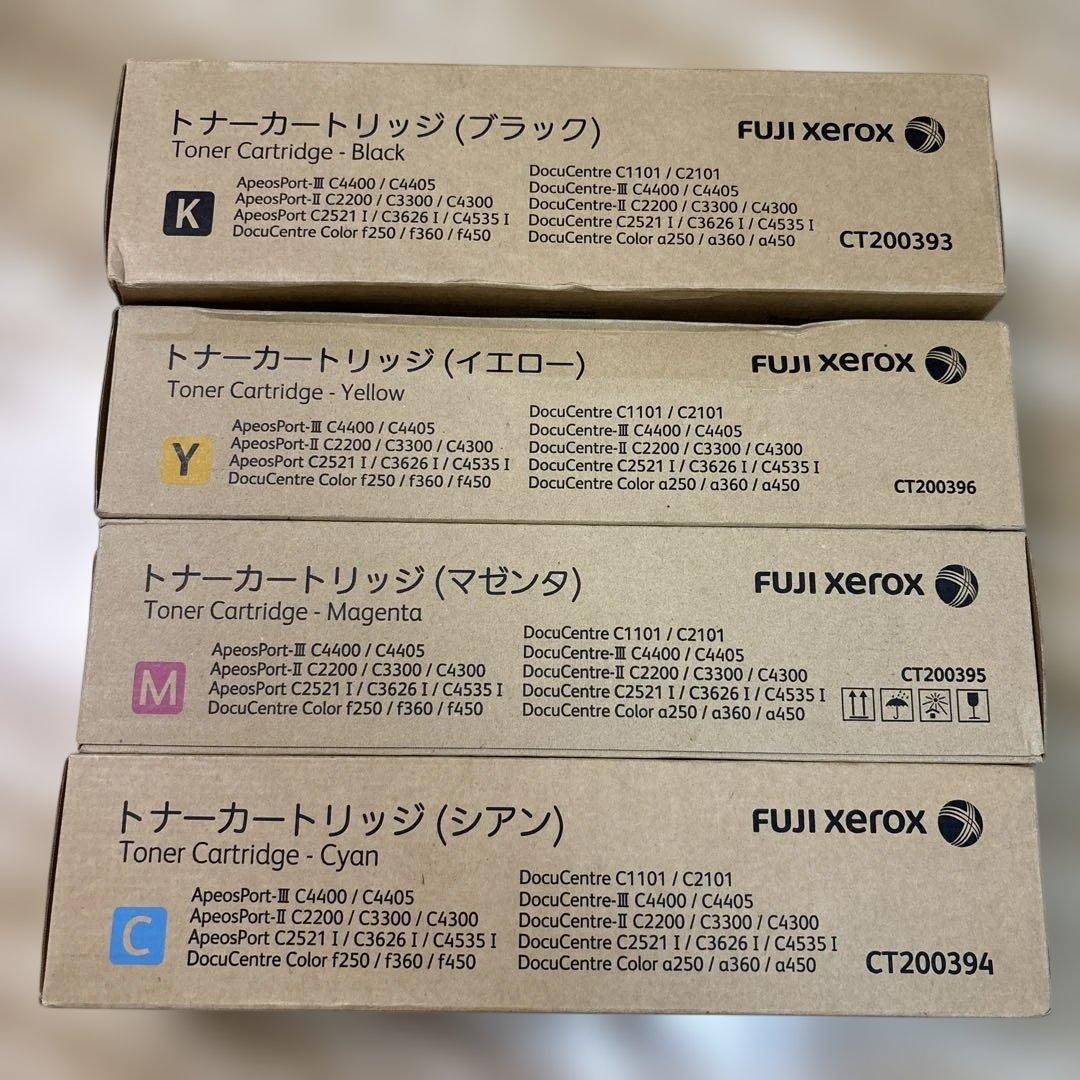 トナーカートリッジ (ブラック)
Toner Cartridge - Black
FUJI xerox
K
ApeosPort-Ⅲ C4400 / C4405
ApeosPort-Ⅱ C2200 / C3300 / C4300
ApeosPort C2521 I / C3626 I / C4535 I
DocuCentre Color f250 / f360 / f450
DocuCentre C1101 / C2101
DocuCentre-Ⅲ C4400 / C4405
DocuCentre-Ⅱ C2200 / C3300 / C4300
DocuCentre C2521 I / C3626 I / C4535 I
DocuCentre Color a250 / a360 / a450
CT200393
トナーカートリッジ (イエロー)
Toner Cartridge - Yellow
FUJI xerox
Y
ApeosPort-Ⅲ C4400 / C4405
ApeosPort-Ⅱ C2200 / C3300 / C4300
ApeosPort C2521 I / C3626 I / C4535 I
DocuCentre Color f250 / f360 / f450
DocuCentre C1101 / C2101
DocuCentre-Ⅲ C4400 / C4405
DocuCentre-Ⅱ C2200 / C3300 / C4300
DocuCentre C2521 I / C3626 I / C4535 I
DocuCentre Color a250 / a360 / a450
CT200396
トナーカートリッジ (マゼンタ)
Toner Cartridge - Magenta
FUJI xerox
M
ApeosPort-Ⅲ C4400 / C4405
ApeosPort-Ⅱ C2200 / C3300 / C4300
ApeosPort C2521 I / C3626 I / C4535 I
DocuCentre Color f250 / f360 / f450
DocuCentre C1101 / C2101
DocuCentre-Ⅲ C4400 / C4405
DocuCentre-Ⅱ C2200 / C3300 / C4300
DocuCentre C2521 I / C3626 I / C4535 I
DocuCentre Color a250 / a360 / a450
CT200395
トナーカートリッジ (シアン)
Toner Cartridge - Cyan
FUJI xerox
C
ApeosPort-Ⅲ C4400 / C4405
ApeosPort-Ⅱ C2200 / C3300 / C4300
ApeosPort C2521 I / C3626 I / C4535 I
DocuCentre Color f250 / f360 / f450
DocuCentre C1101 / C2101
DocuCentre-Ⅲ C4400 / C4405
DocuCentre-Ⅱ C2200 / C3300 / C4300
DocuCentre C2521 I / C3626 I / C4535 I
DocuCentre Color a250 / a360 / a450
CT200394